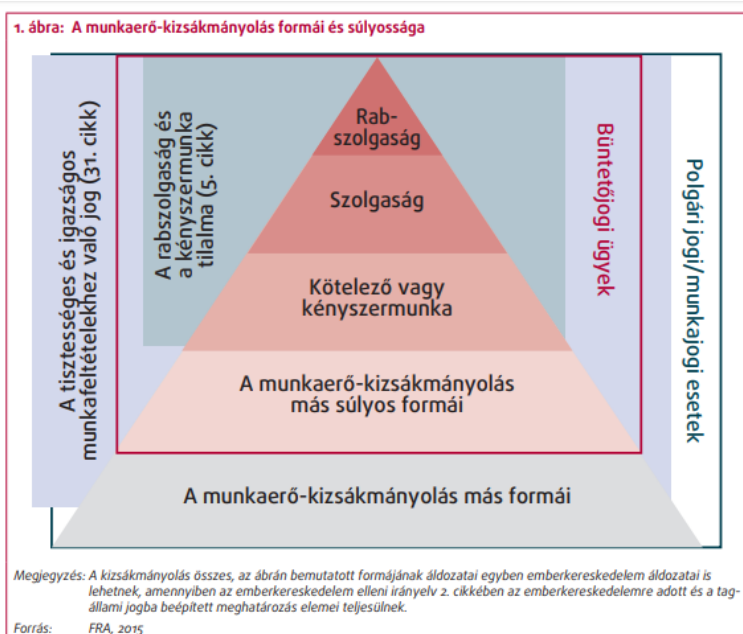 1. ábra: A munkaerő-kizsákmányolás formái és súlyossága
A tisztességes és igazságos
munkafeltételekhez való jog (31. cikk)
A rabszolgaság és
a kényszermunka
tilalma (5. cikk)
Rab-
szolgaság
Szolgaság
Kötelező vagy
kényszermunka
A munkaerő-kizsákmányolás
más súlyos formái
A munkaerő-kizsákmányolás más formái
Büntetőjogi ügyek
Polgári jogi/munkajogi esetek
Megjegyzés: A kizsákmányolás összes, az ábrán bemutatott formájának áldozatai egyben emberkereskedelem áldozatai is
lehetnek, amennyiben az emberkereskedelem elleni irányelv 2. cikkében az emberkereskedelemre adott és a tag-
állami jogba beépített meghatározás elemei teljesülnek.
Forrás: FRA, 2015